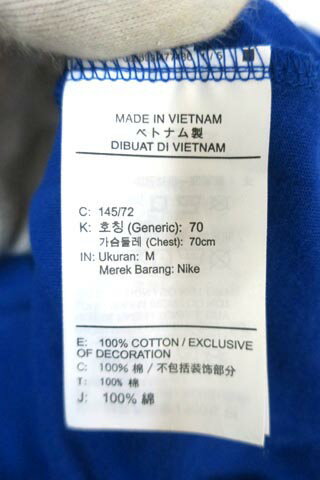 MADE IN VIETNAM
ベトナム製
DIBUAT DI VIETNAM
C: 145/72
K: 호칭 (Generic): 70
가슴둘레 (Chest): 70cm
IN: Ukuran: M
Merek Barang: Nike
E: 100% COTTON / EXCLUSIVE
OF DECORATION
C: 100% 棉 / 不包括装饰部分
T: 100% 棉
J: 100% 綿